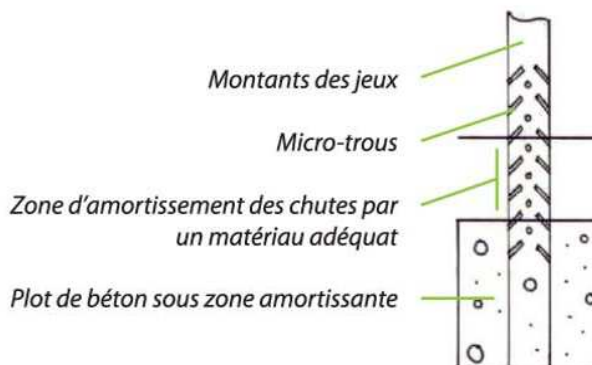 Montants des jeux
Micro-trous
Zone d'amortissement des chutes par
un matériau adéquat
Plot de béton sous zone amortissante